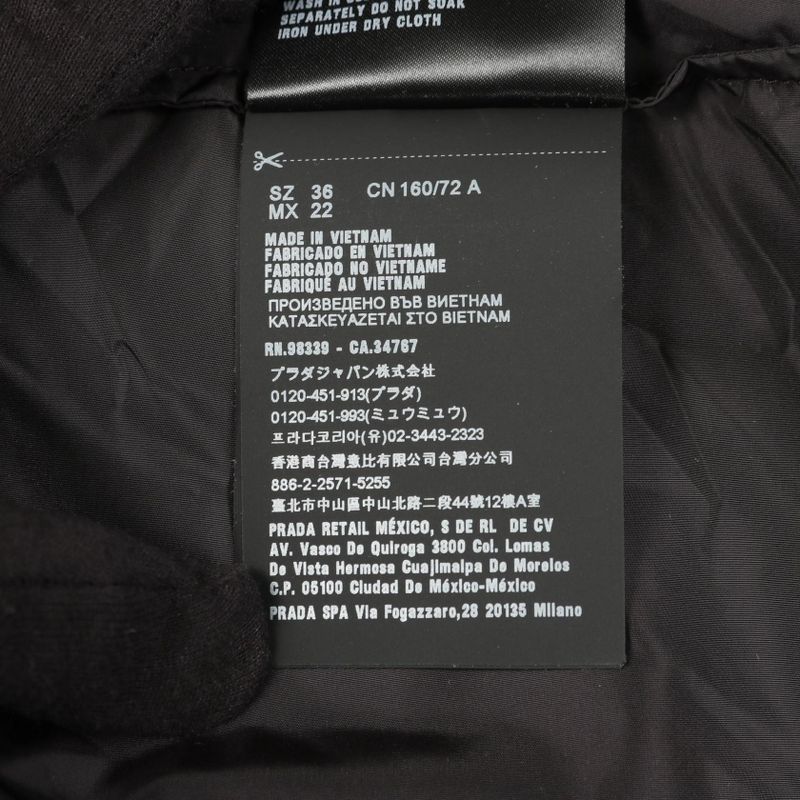 SEPARATELY DO NOT SOAK
IRON UNDER DRY CLOTH
SZ 36 CN 160/72 A
MX 22
MADE IN VIETNAM
FABRICADO EN VIETNAM
FABRICADO NO VIETNAME
FABRIQUÉ AU VIETNAM
ПРОИЗВЕДЕНО ВЪВ ВИЕТНАМ
ΚΑΤΑΣΚΕΥΑΖΕΤΑΙ ΣΤΟ ΒΙΕΤΝΑΜ
RN.98339 - CA.34767
プラダジャパン株式会社
0120-451-913(プラダ)
0120-451-993(ミュウミュウ)
프라다코리아(유)02-3443-2323
香港商台灣意比有限公司台灣分公司
886-2-2571-5255
臺北市中山區中山北路二段44號12樓A室
PRADA RETAIL MÉXICO, S DE RL DE CV
AV. Vasco De Quiroga 3800 Col. Lomas
De Vista Hermosa Cuajimalpa De Morelos
C.P. 05100 Ciudad De México-México
PRADA SPA Via Fogazzaro,28 20135 Milano